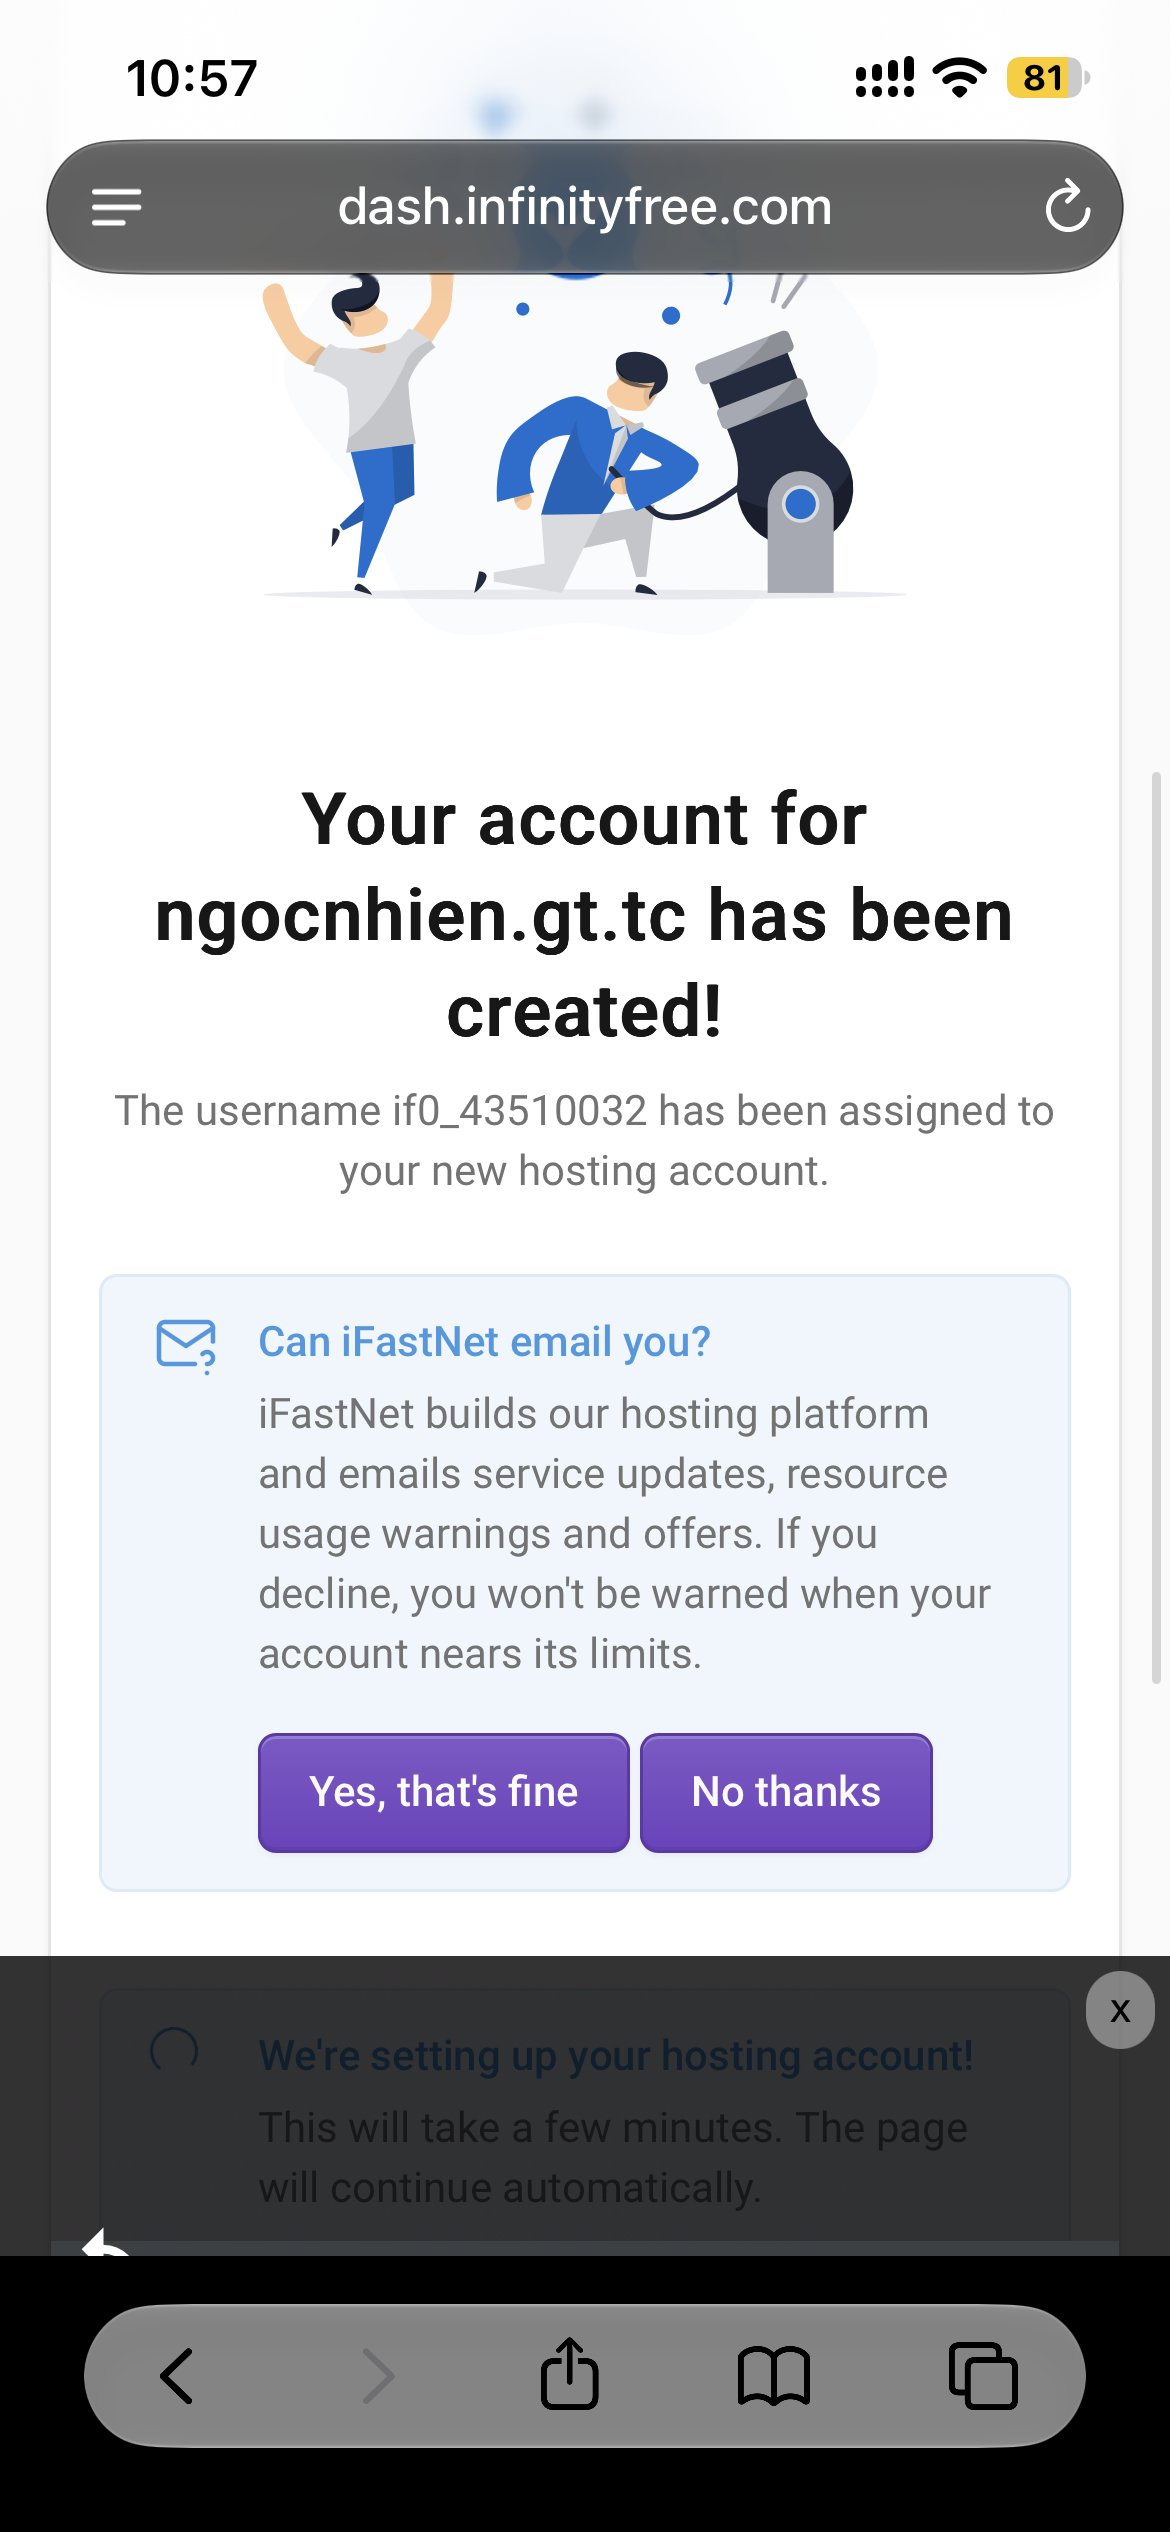 10:57
81
dash.infinityfree.com
Your account for
ngocnhien.gt.tc has been
created!
The username if0_43510032 has been assigned to
your new hosting account.
Can iFastNet email you?
iFastNet builds our hosting platform
and emails service updates, resource
usage warnings and offers. If you
decline, you won't be warned when your
account nears its limits.
Yes, that's fine
No thanks
x
We're setting up your hosting account!
This will take a few minutes. The page
will continue automatically.